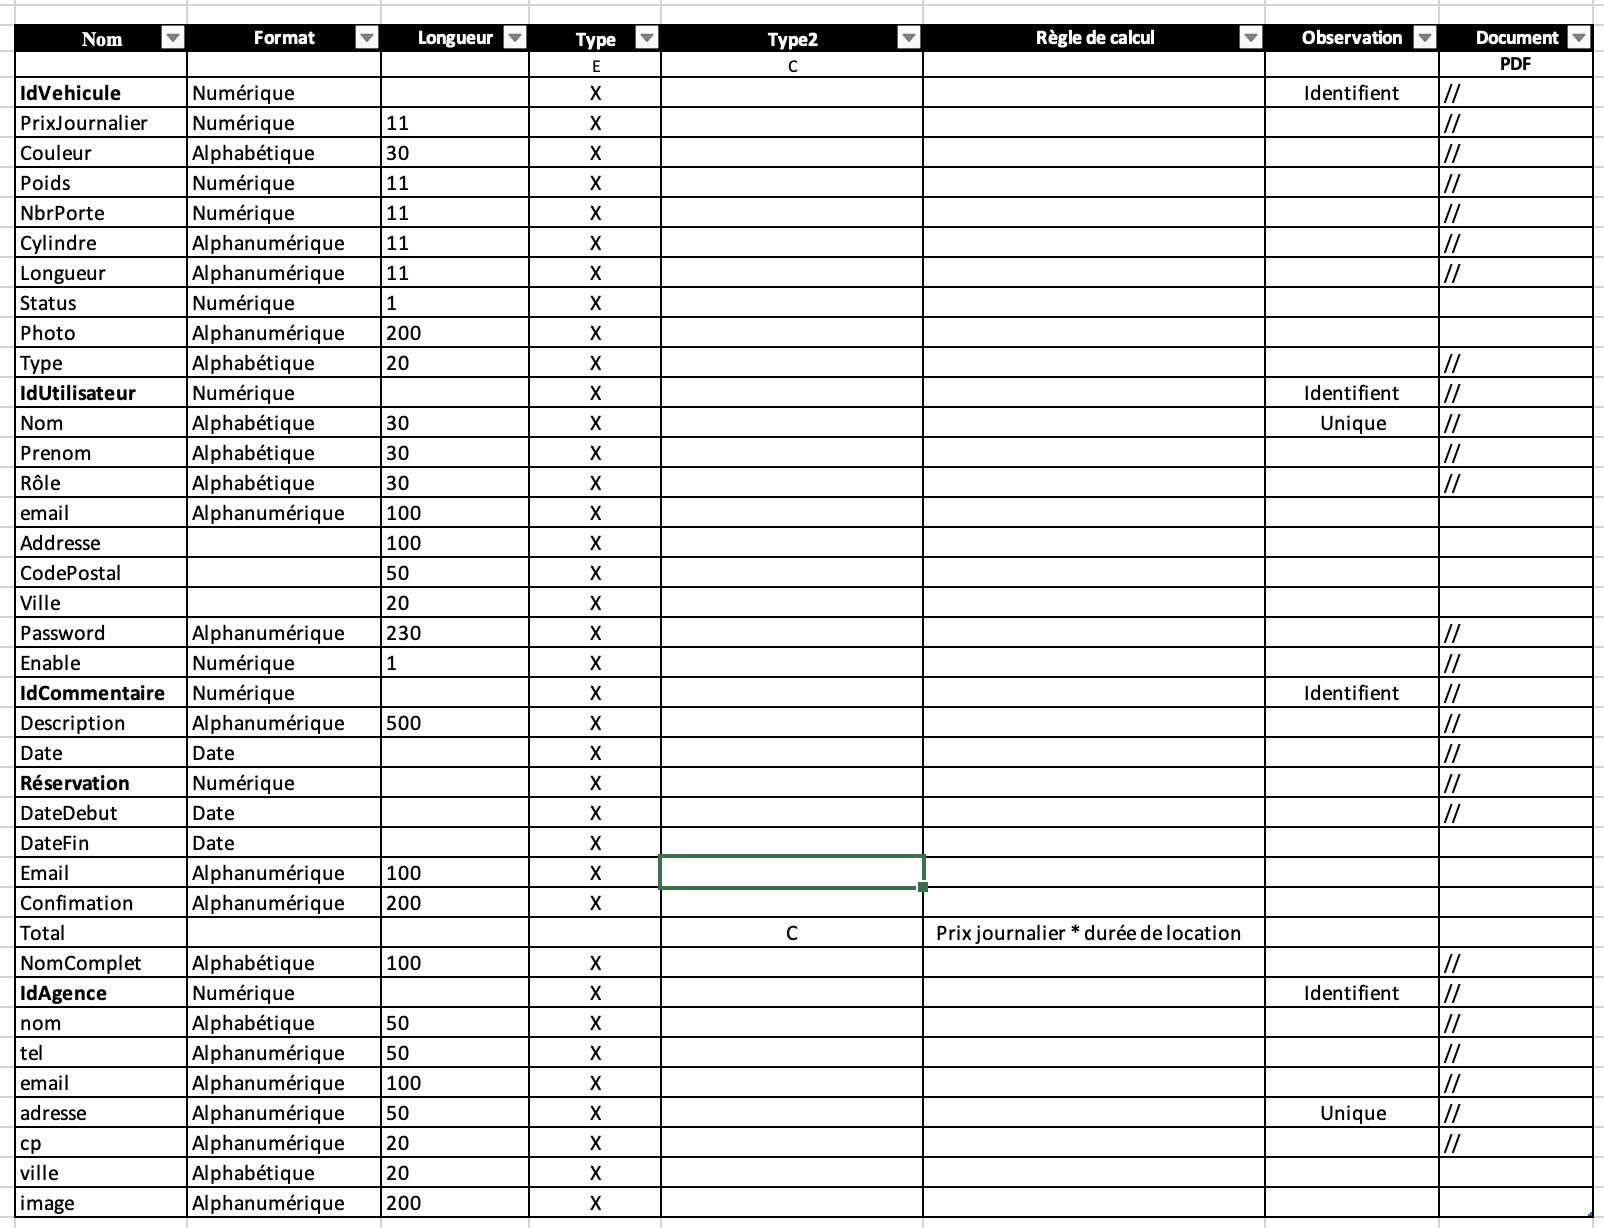 Nom Format Longueur Type Type2 Règle de calcul Observation Document
E C PDF
IdVehicule Numérique X Identifient //
PrixJournalier Numérique 11 X //
Couleur Alphabétique 30 X //
Poids Numérique 11 X //
NbrPorte Numérique 11 X //
Cylindre Alphanumérique 11 X //
Longueur Alphanumérique 11 X //
Status Numérique 1 X
Photo Alphanumérique 200 X
Type Alphabétique 20 X //
IdUtilisateur Numérique X Identifient //
Nom Alphabétique 30 X Unique //
Prenom Alphabétique 30 X //
Rôle Alphabétique 30 X //
email Alphanumérique 100 X
Addresse 100 X
CodePostal 50 X
Ville 20 X
Password Alphanumérique 230 X //
Enable Numérique 1 X //
IdCommentaire Numérique X Identifient //
Description Alphanumérique 500 X //
Date Date X //
Réservation Numérique X //
DateDebut Date X //
DateFin Date X
Email Alphanumérique 100 X
Confimation Alphanumérique 200 X
Total C Prix journalier * durée de location
NomComplet Alphabétique 100 X //
IdAgence Numérique X Identifient //
nom Alphabétique 50 X //
tel Alphanumérique 50 X //
email Alphanumérique 100 X //
adresse Alphanumérique 50 X Unique //
cp Alphanumérique 20 X //
ville Alphabétique 20 X
image Alphanumérique 200 X